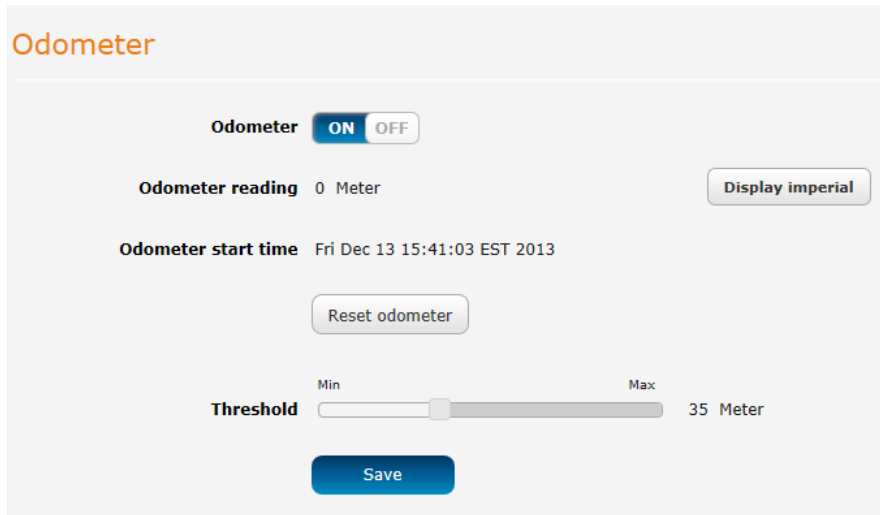 Odometer
Odometer ON OFF
Odometer reading 0 Meter Display imperial
Odometer start time Fri Dec 13 15:41:03 EST 2013
Reset odometer
Min Max
Threshold 35 Meter
Save